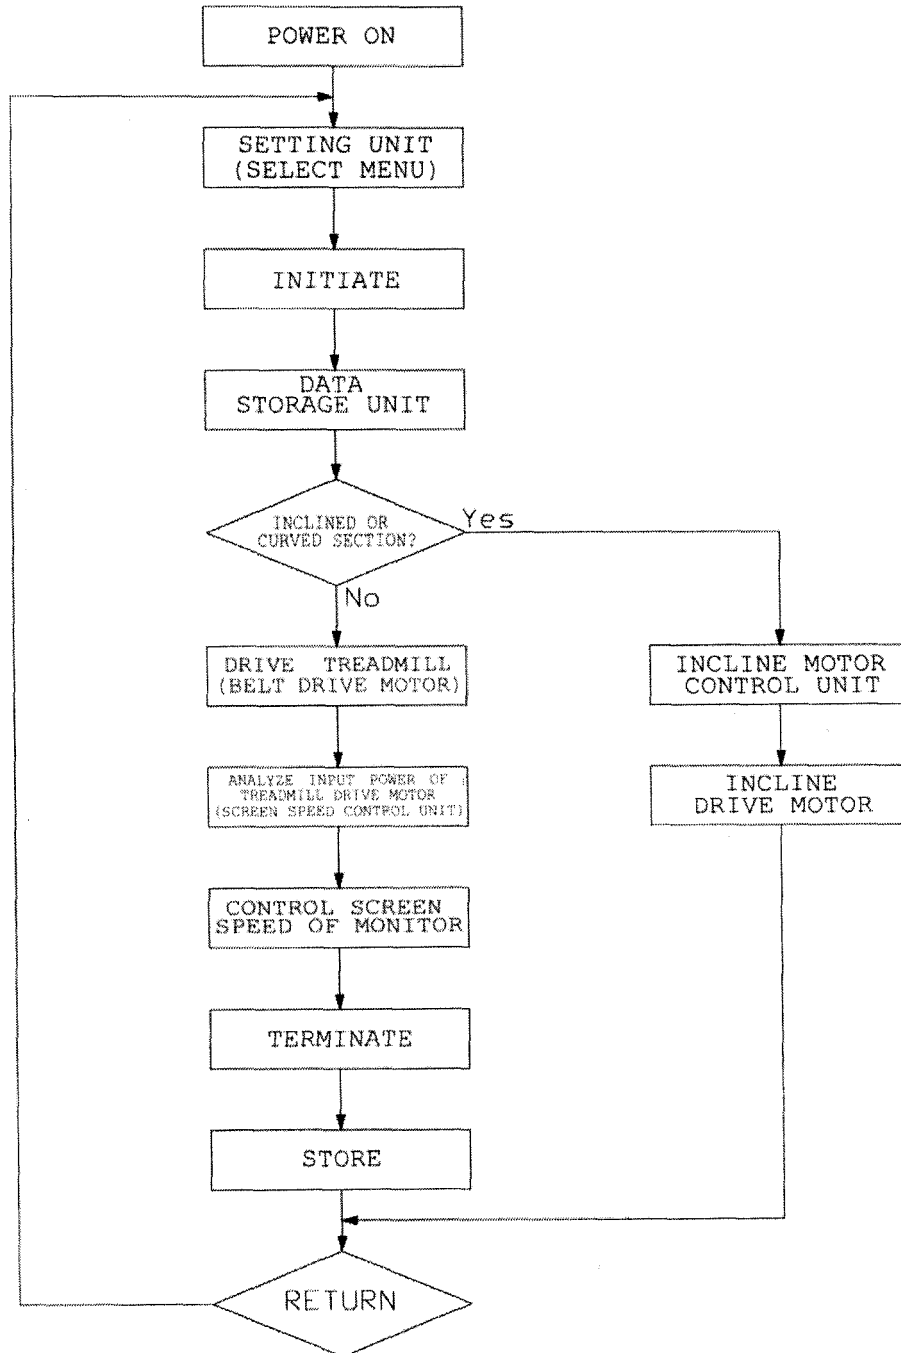 POWER ON
SETTING UNIT
(SELECT MENU)
INITIATE
DATA
STORAGE UNIT
INCLINED OR
CURVED SECTION?
Yes
No
DRIVE TREADMILL
(BELT DRIVE MOTOR)
INCLINE MOTOR
CONTROL UNIT
ANALYZE INPUT POWER OF
TREADMILL DRIVE MOTOR
(SCREEN SPEED CONTROL UNIT)
INCLINE
DRIVE MOTOR
CONTROL SCREEN
SPEED OF MONITOR
TERMINATE
STORE
RETURN